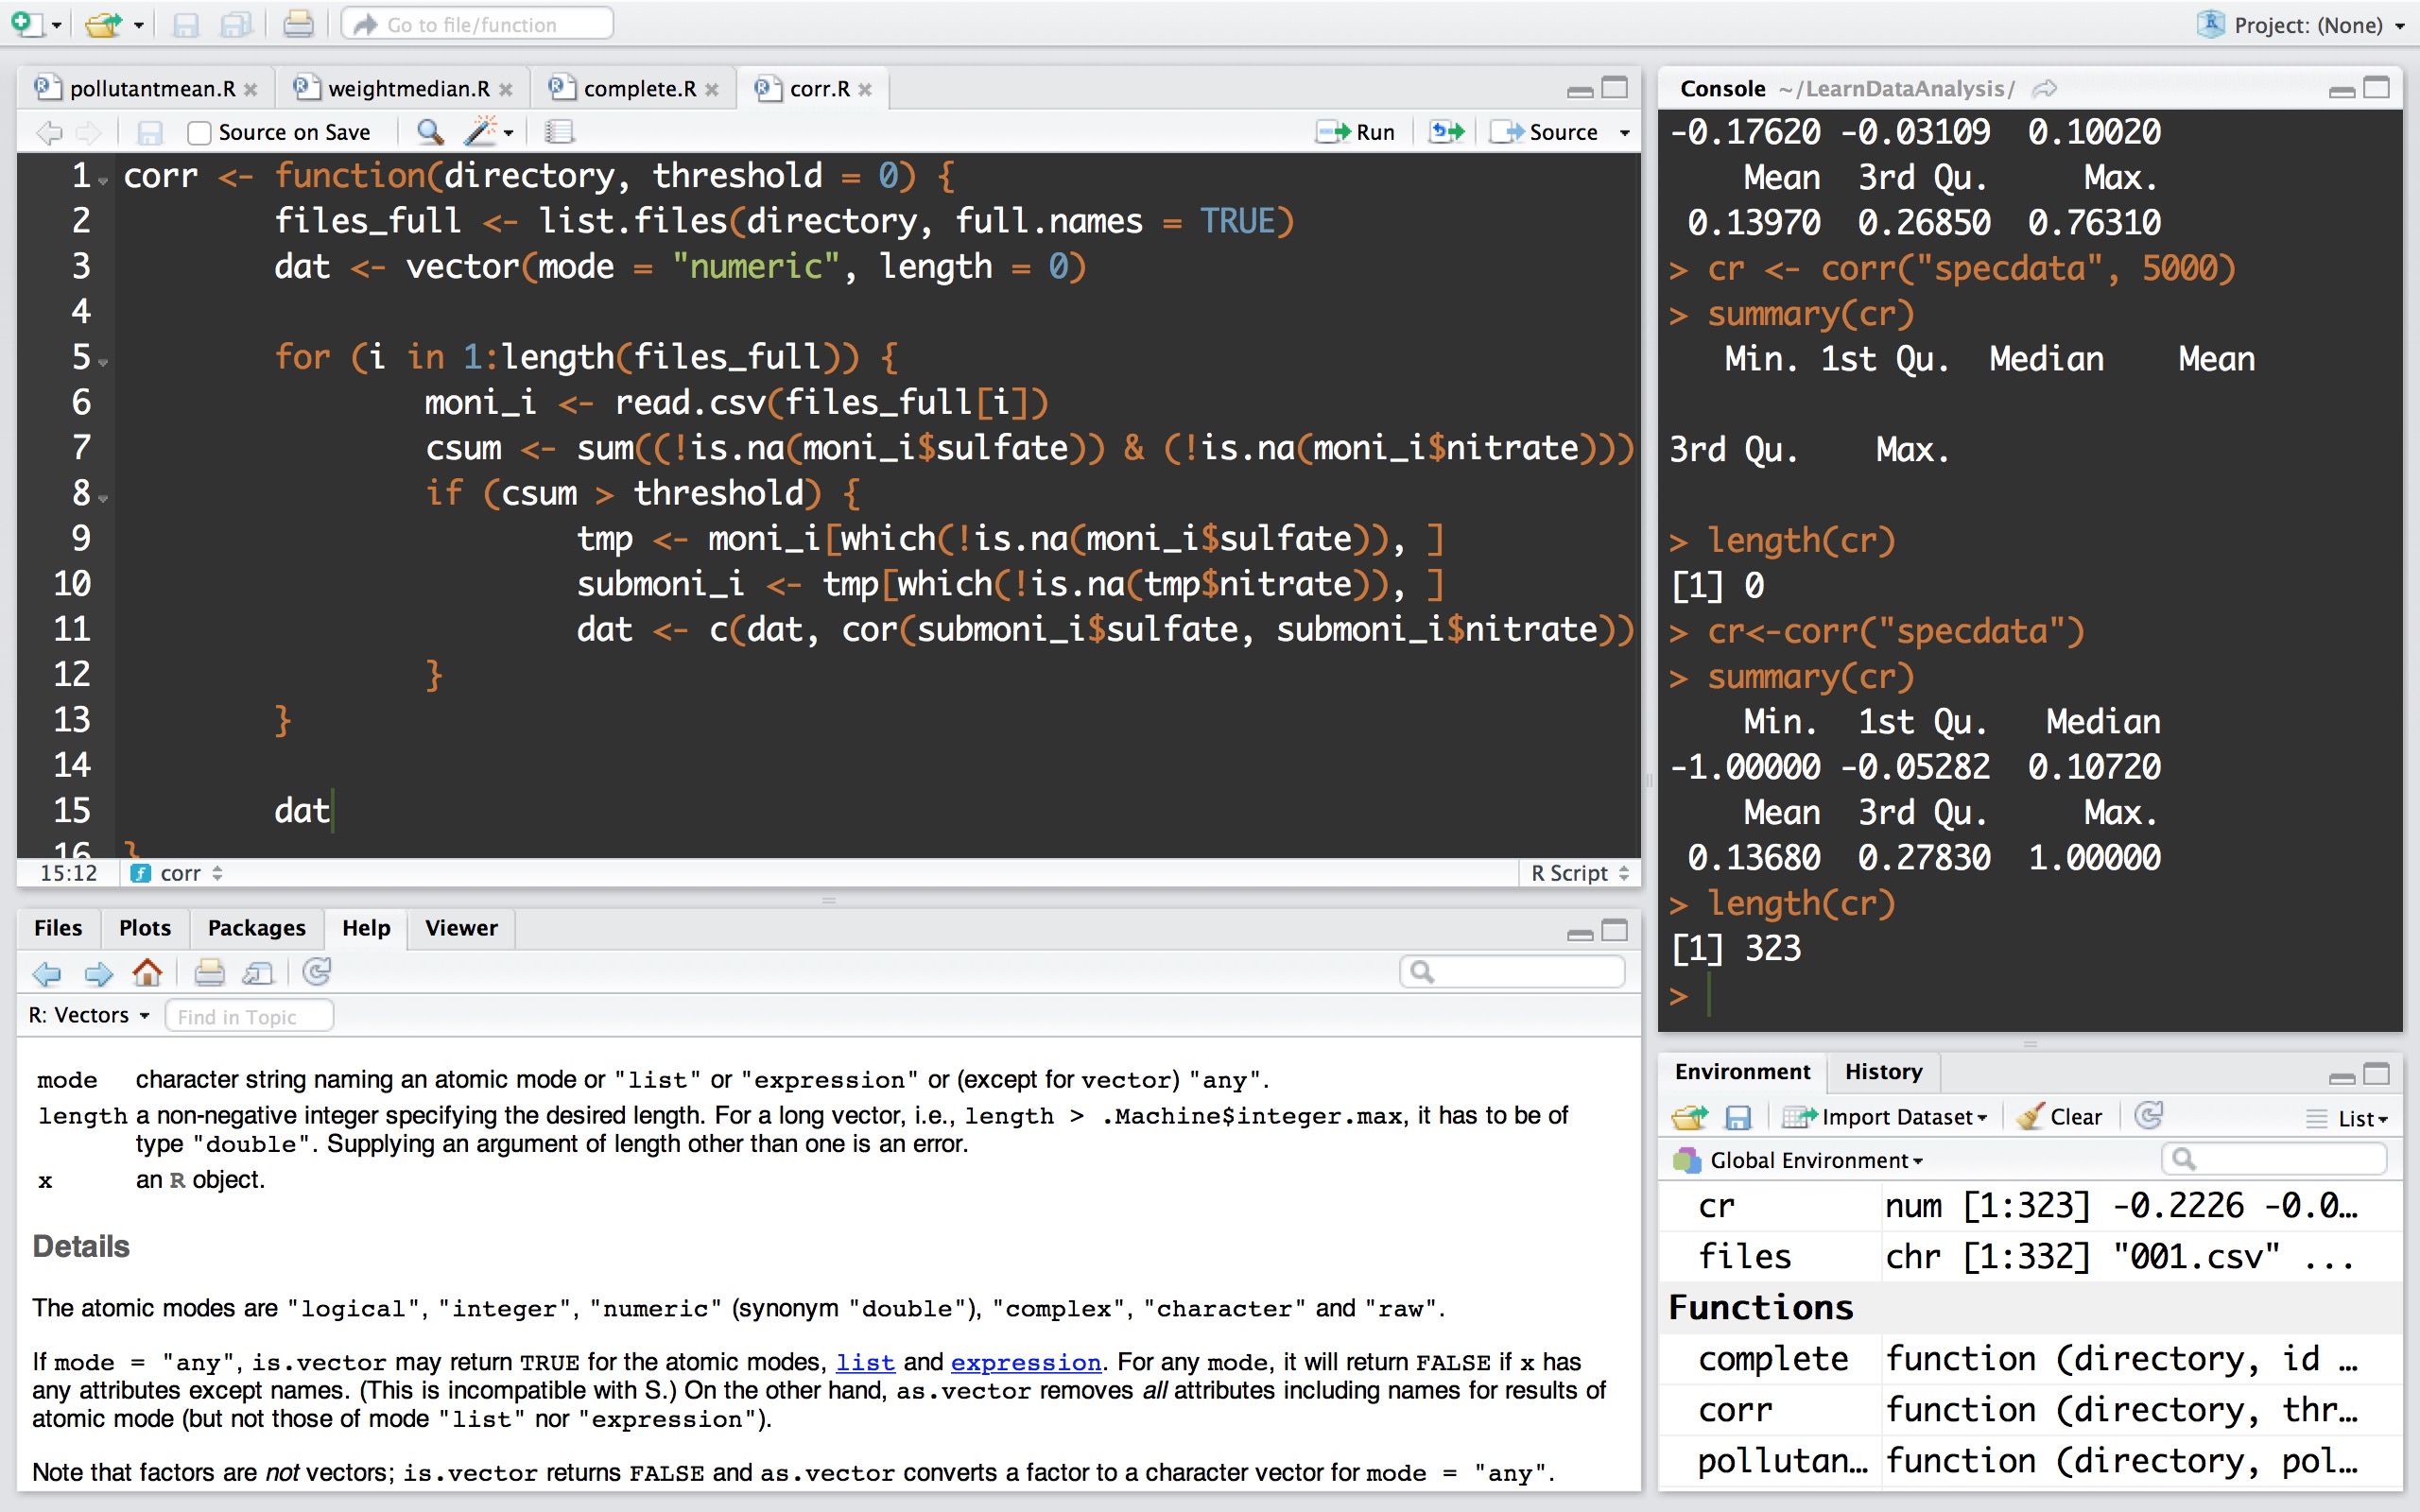 Go to file/function
Project: (None)
pollutantmean.R
weightmedian.R
complete.R
corr.R
Source on Save
Run
Source
1 corr <- function(directory, threshold = 0) {
2 files_full <- list.files(directory, full.names = TRUE)
3 dat <- vector(mode = "numeric", length = 0)
4
5 for (i in 1:length(files_full)) {
6 moni_i <- read.csv(files_full[i])
7 csum <- sum((!is.na(moni_i$sulfate)) & (!is.na(moni_i$nitrate)))
8 if (csum > threshold) {
9 tmp <- moni_i[which(!is.na(moni_i$sulfate)), ]
10 submoni_i <- tmp[which(!is.na(tmp$nitrate)), ]
11 dat <- c(dat, cor(submoni_i$sulfate, submoni_i$nitrate))
12 }
13 }
14
15 dat
16 }
15:12
corr
R Script
Files Plots Packages Help Viewer
R: Vectors
Find in Topic
mode character string naming an atomic mode or "list" or "expression" or (except for vector) "any".
length a non-negative integer specifying the desired length. For a long vector, i.e., length > .Machine$integer.max, it has to be of
type "double". Supplying an argument of length other than one is an error.
x an R object.
Details
The atomic modes are "logical", "integer", "numeric" (synonym "double"), "complex", "character" and "raw".
If mode = "any", is.vector may return TRUE for the atomic modes, list and expression. For any mode, it will return FALSE if x has
any attributes except names. (This is incompatible with S.) On the other hand, as.vector removes all attributes including names for results of
atomic mode (but not those of mode "list" nor "expression").
Note that factors are not vectors; is.vector returns FALSE and as.vector converts a factor to a character vector for mode = "any".
Console ~/LearnDataAnalysis/
-0.17620 -0.03109 0.10020
Mean 3rd Qu. Max.
0.13970 0.26850 0.76310
> cr <- corr("specdata", 5000)
> summary(cr)
Min. 1st Qu. Median Mean
3rd Qu. Max.
> length(cr)
[1] 0
> cr<-corr("specdata")
> summary(cr)
Min. 1st Qu. Median
-1.00000 -0.05282 0.10720
Mean 3rd Qu. Max.
0.13680 0.27830 1.00000
> length(cr)
[1] 323
>
Environment History
Import Dataset
Clear
List
Global Environment
cr num [1:323] -0.2226 -0.0…
files chr [1:332] "001.csv" ...
Functions
complete function (directory, id …
corr function (directory, thr…
pollutan… function (directory, pol…